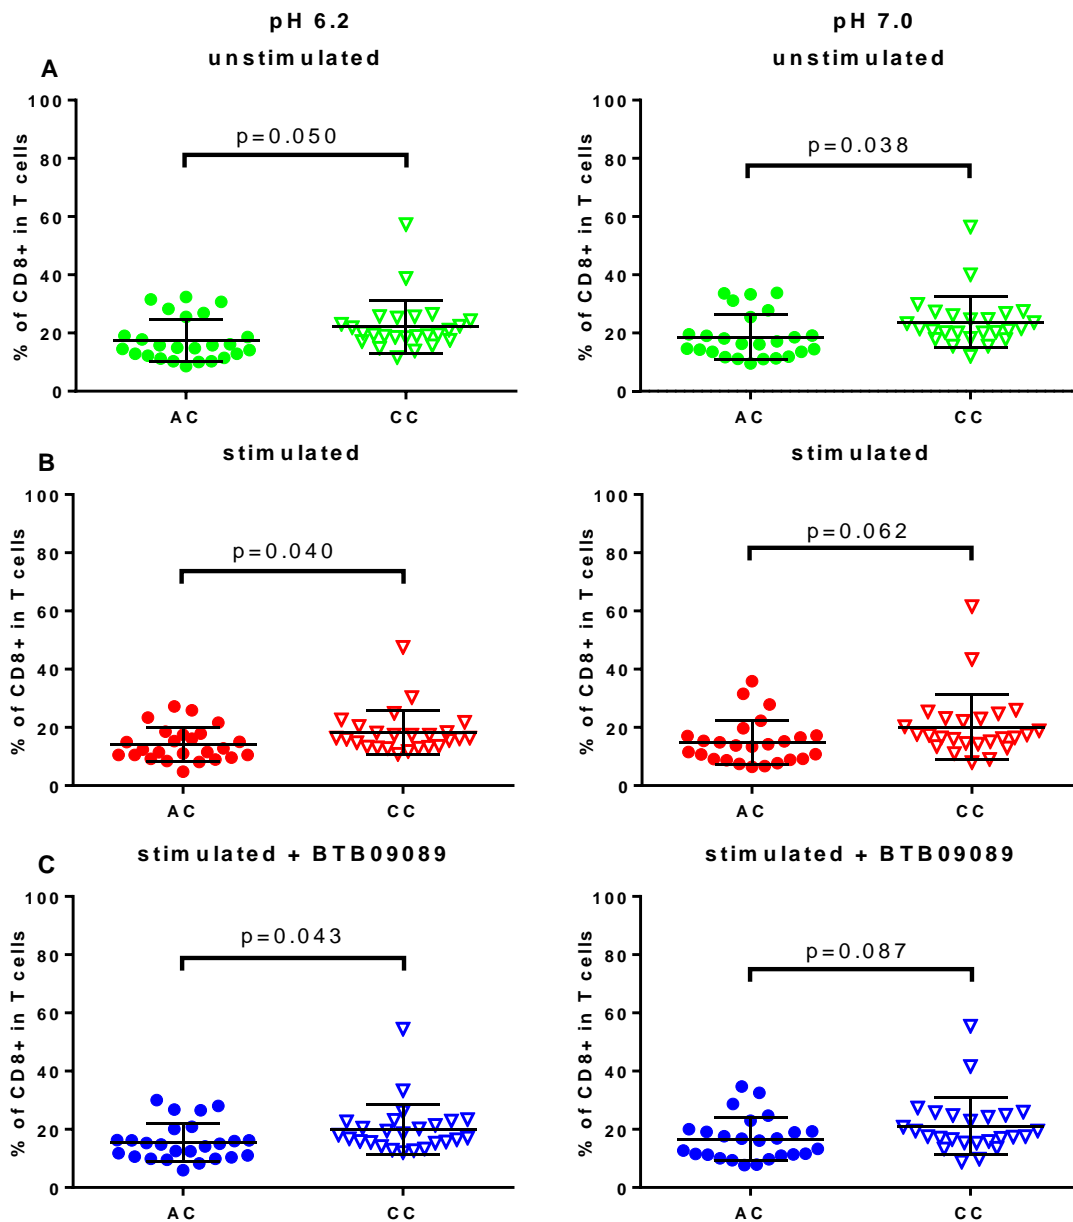 pH 6.2
pH 7.0
A
unstimulated
unstimulated
% of CD8+ in T cells
100
80
60
40
20
0
p=0.050
AC
CC
% of CD8+ in T cells
100
80
60
40
20
0
p=0.038
AC
CC
B
stimulated
stimulated
% of CD8+ in T cells
100
80
60
40
20
0
p=0.040
AC
CC
% of CD8+ in T cells
100
80
60
40
20
0
p=0.062
AC
CC
C
stimulated + BTB09089
stimulated + BTB09089
% of CD8+ in T cells
100
80
60
40
20
0
p=0.043
AC
CC
% of CD8+ in T cells
100
80
60
40
20
0
p=0.087
AC
CC